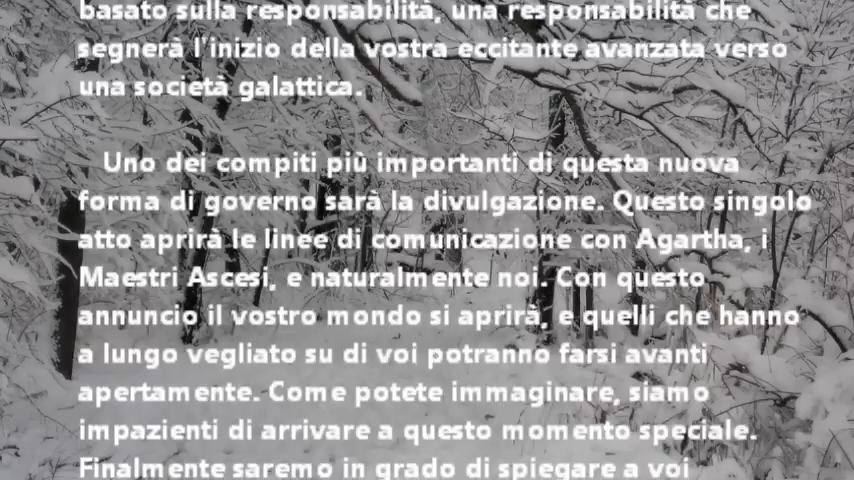 basato sulla responsabilità, una responsabilità che
segnerà l'inizio della vostra eccitante avanzata verso
una società galattica.
Uno dei compiti più importanti di questa nuova
forma di governo sarà la divulgazione. Questo singolo
atto aprirà le linee di comunicazione con Agartha, i
Maestri Ascesi, e naturalmente noi. Con questo
annuncio il vostro mondo si aprirà, e quelli che hanno
a lungo vegliato su di voi potranno farsi avanti
apertamente. Come potete immaginare, siamo
impazienti di arrivare a questo momento speciale.
Finalmente saremo in grado di spiegare a voi